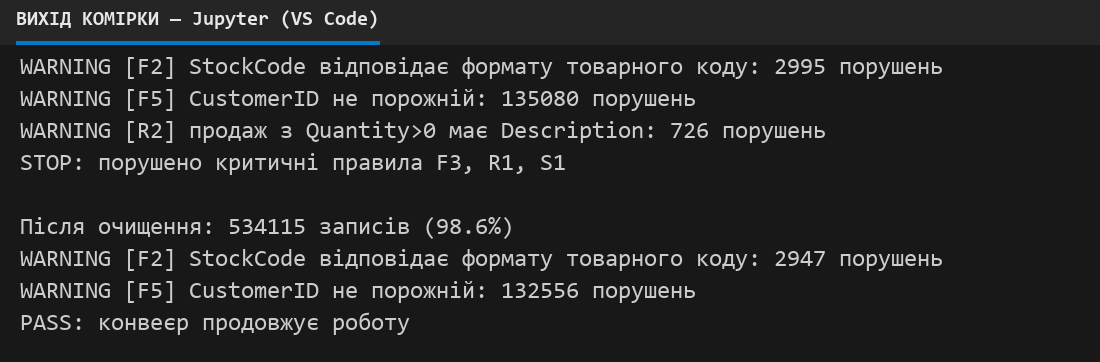 ВИХІД КОМІРКИ — Jupyter (VS Code)
WARNING [F2] StockCode відповідає формату товарного коду: 2995 порушень
WARNING [F5] CustomerID не порожній: 135080 порушень
WARNING [R2] продаж з Quantity>0 має Description: 726 порушень
STOP: порушено критичні правила F3, R1, S1
Після очищення: 534115 записів (98.6%)
WARNING [F2] StockCode відповідає формату товарного коду: 2947 порушень
WARNING [F5] CustomerID не порожній: 132556 порушень
PASS: конвеєр продовжує роботу